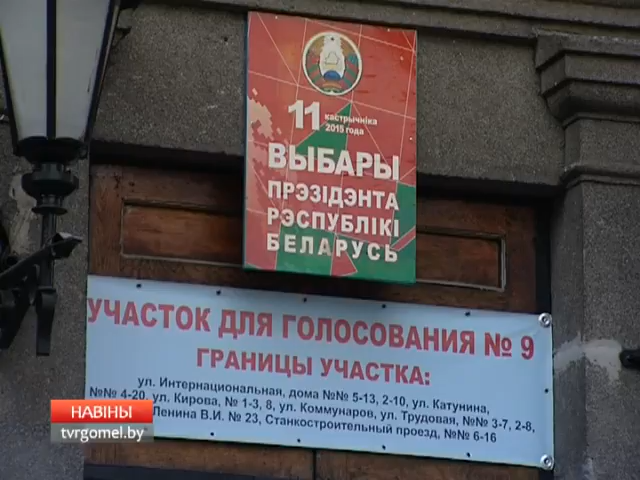 11 кастрычніка
2015 года
ВЫБАРЫ
ПРЭЗІДЭНТА
РЭСПУБЛІКІ
БЕЛАРУСЬ
УЧАСТОК ДЛЯ ГОЛОСОВАНИЯ № 9
ГРАНИЦЫ УЧАСТКА:
ул. Интернациональная, дома №№ 5-13, 2-10, ул. Катунина,
№№ 4-20, ул. Кирова, № 1-3, 8, ул. Коммунаров, ул. Трудовая, №№ 3-7, 2-8,
Ленина В.И. № 23, Станкостроительный проезд, №№ 6-16
НАВІНЫ
tvrgomel.by